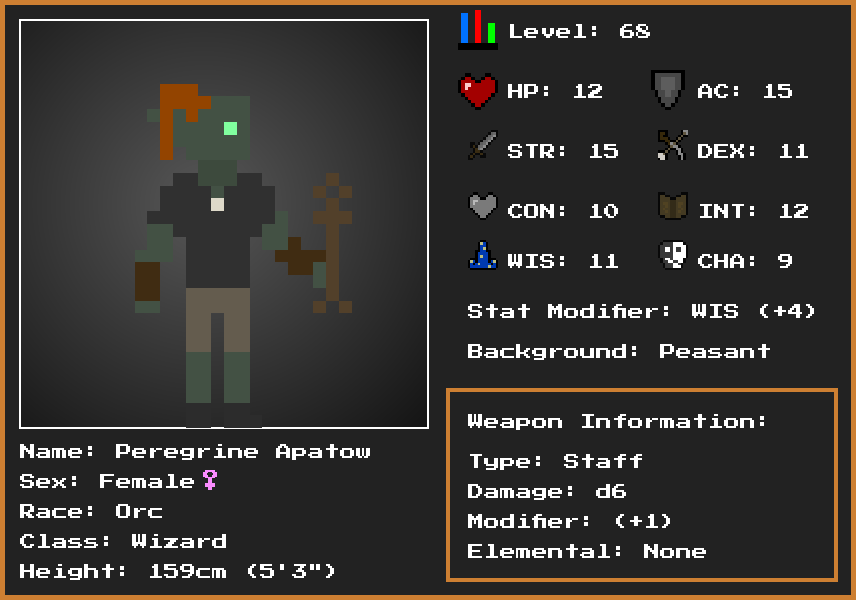 Level: 68
HP: 12
AC: 15
STR: 15
DEX: 11
CON: 10
INT: 12
WIS: 11
CHA: 9
Stat Modifier: WIS (+4)
Background: Peasant
Name: Peregrine Apatow
Sex: Female♀
Race: Orc
Class: Wizard
Height: 159cm (5'3")
Weapon Information:
Type: Staff
Damage: d6
Modifier: (+1)
Elemental: None